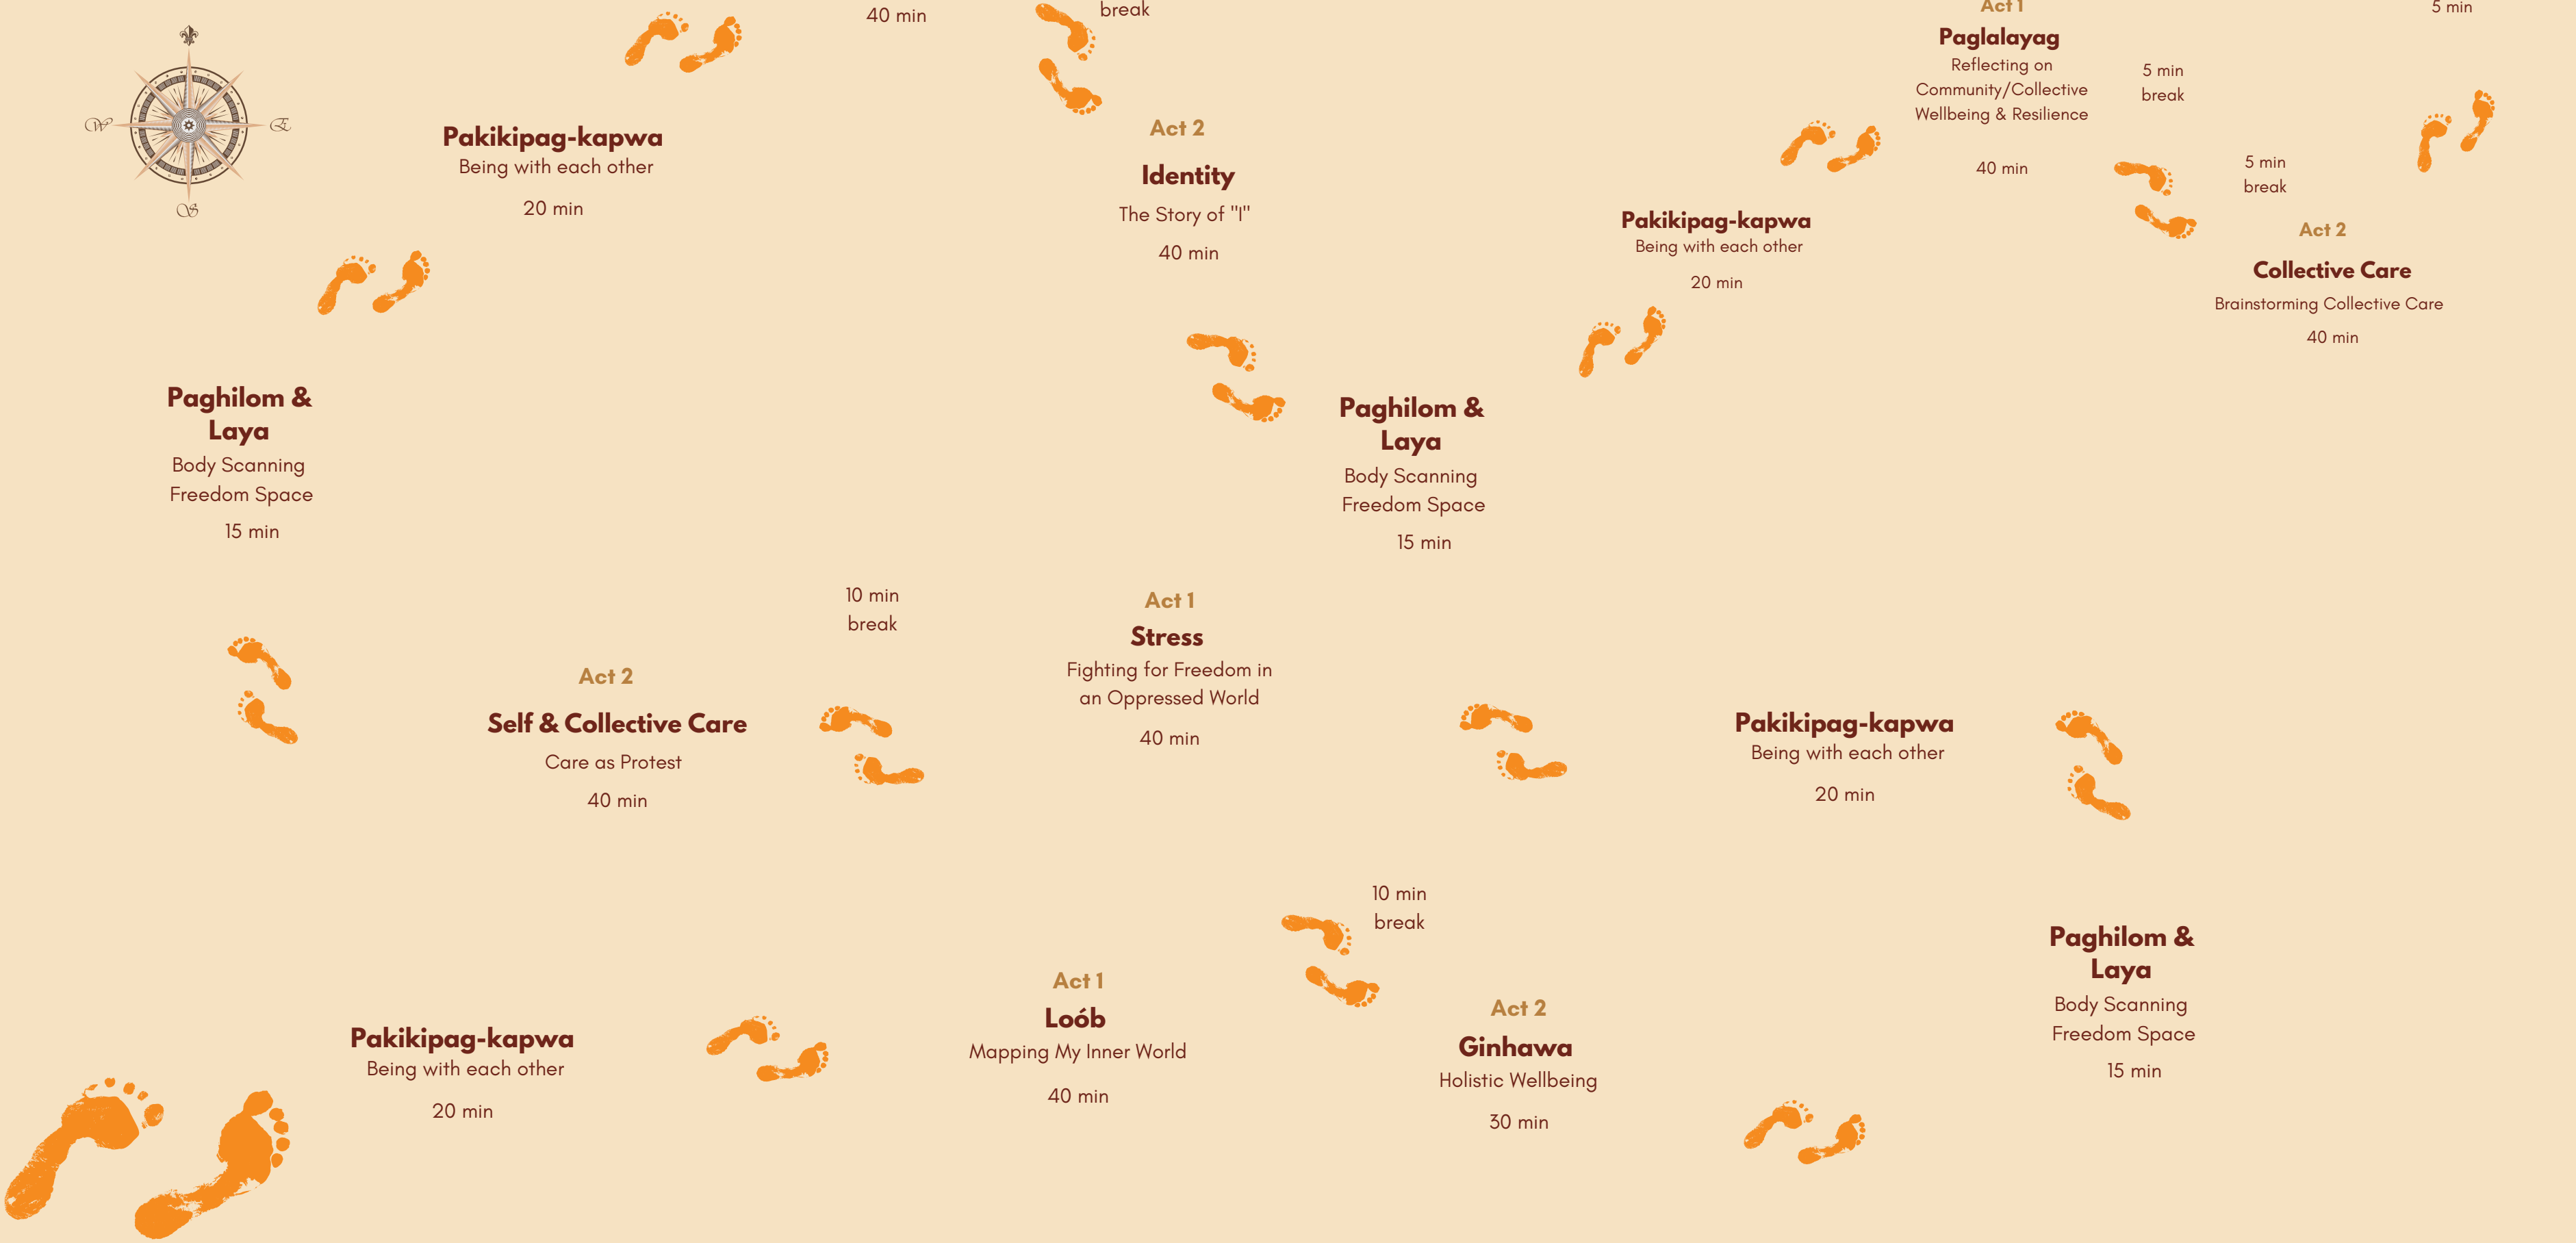 40 min
break
Act 1
Paglalayag
Reflecting on
Community/Collective
Wellbeing & Resilience
40 min
5 min
break
5 min
5 min
break
W
E
S
Pakikipag-kapwa
Being with each other
20 min
Act 2
Identity
The Story of "I"
40 min
Pakikipag-kapwa
Being with each other
20 min
Act 2
Collective Care
Brainstorming Collective Care
40 min
Paghilom &
Laya
Body Scanning
Freedom Space
15 min
Paghilom &
Laya
Body Scanning
Freedom Space
15 min
10 min
break
Act 2
Self & Collective Care
Care as Protest
40 min
Act 1
Stress
Fighting for Freedom in
an Oppressed World
40 min
Pakikipag-kapwa
Being with each other
20 min
Pakikipag-kapwa
Being with each other
20 min
Act 1
Loób
Mapping My Inner World
40 min
10 min
break
Act 2
Ginhawa
Holistic Wellbeing
30 min
Paghilom &
Laya
Body Scanning
Freedom Space
15 min